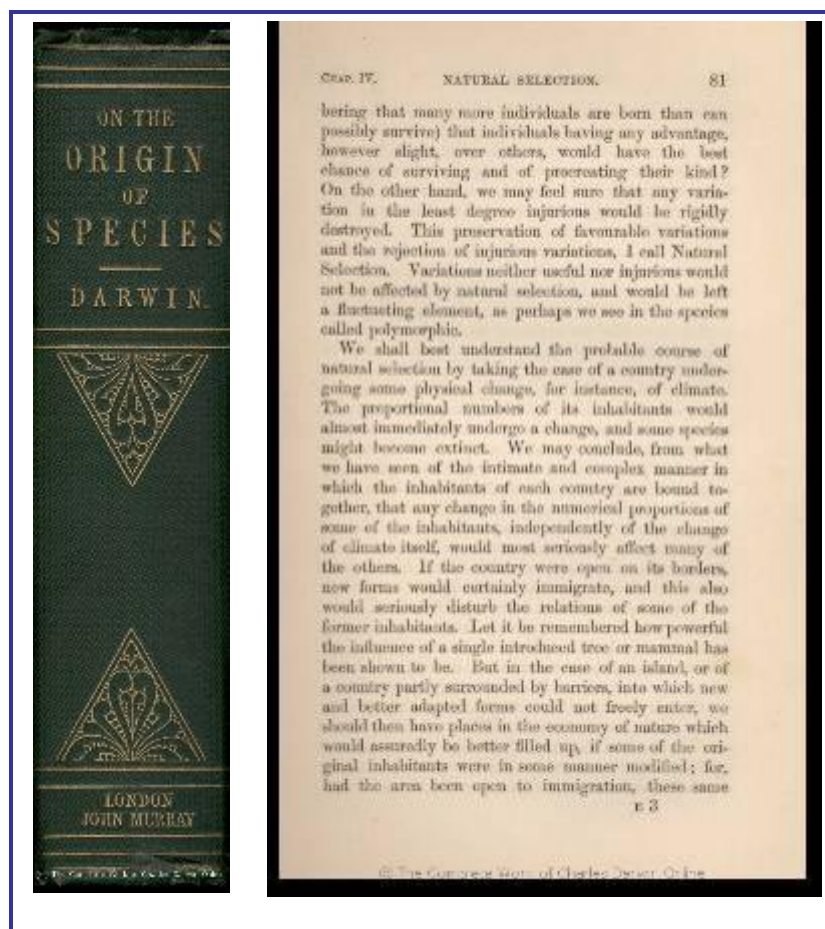 ON THE
ORIGIN
OF
SPECIES
DARWIN.
LONDON
JOHN MURRAY
CHAP. IV. NATURAL SELECTION. 81
bering that many more individuals are born than can
possibly survive) that individuals having any advantage,
however slight, over others, would have the best
chance of surviving and of procreating their kind?
On the other hand, we may feel sure that any varia-
tion in the least degree injurious would be rigidly
destroyed. This preservation of favourable variations
and the rejection of injurious variations, I call Natural
Selection. Variations neither useful nor injurious would
not be affected by natural selection, and would be left
a fluctuating element, as perhaps we see in the species
called polymorphic.
We shall best understand the probable course of
natural selection by taking the case of a country under-
going some physical change, for instance, of climate.
The proportional numbers of its inhabitants would
almost immediately undergo a change, and some species
might become extinct. We may conclude, from what
we have seen of the intimate and complex manner in
which the inhabitants of each country are bound to-
gether, that any change in the numerical proportions of
some of the inhabitants, independently of the change
of climate itself, would most seriously affect many of
the others. If the country were open on its borders,
new forms would certainly immigrate, and this also
would seriously disturb the relations of some of the
former inhabitants. Let it be remembered how powerful
the influence of a single introduced tree or mammal has
been shown to be. But in the case of an island, or of
a country partly surrounded by barriers, into which new
and better adapted forms could not freely enter, we
should then have places in the economy of nature which
would assuredly be better filled up, if some of the ori-
ginal inhabitants were in some manner modified; for,
had the area been open to immigration, these same
E 3
© The Complete Work of Charles Darwin Online